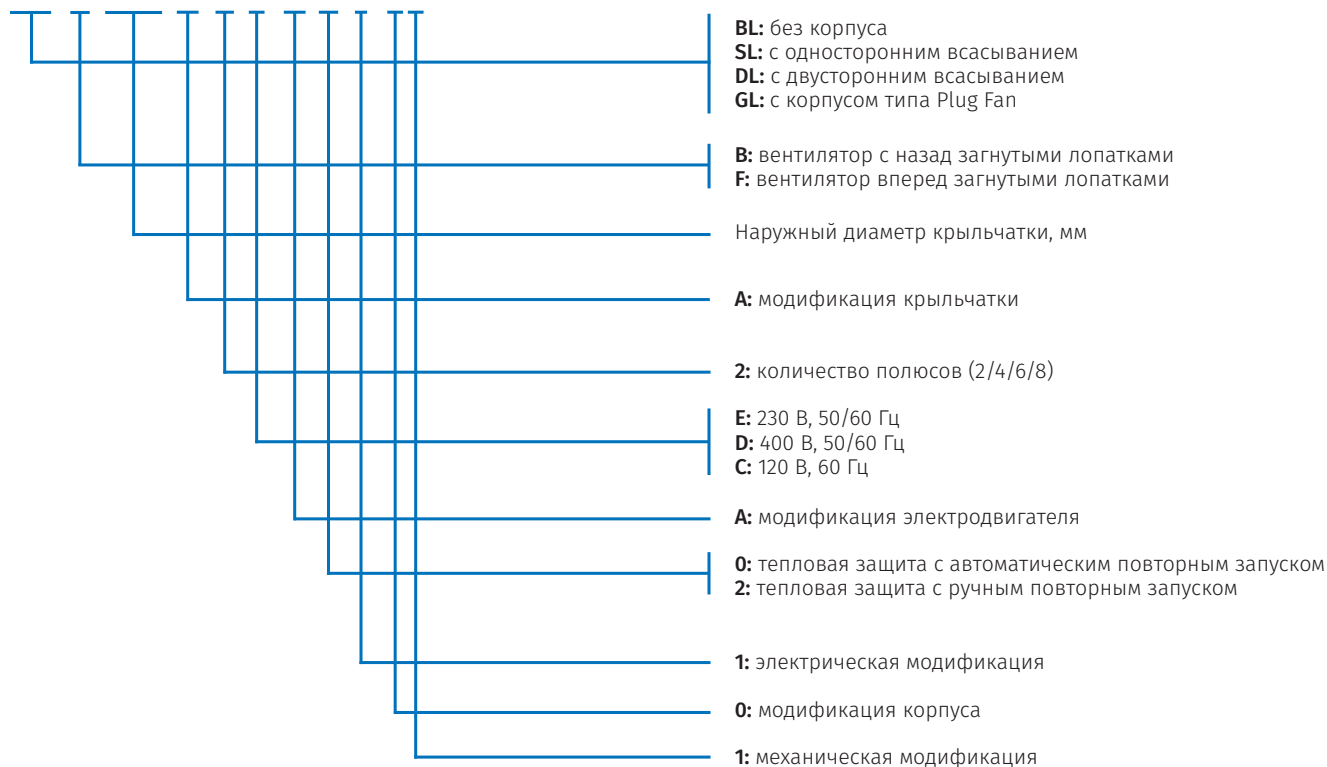 BL: без корпуса
SL: с односторонним всасыванием
DL: с двусторонним всасыванием
GL: с корпусом типа Plug Fan
B: вентилятор с назад загнутыми лопатками
F: вентилятор вперед загнутыми лопатками
Наружный диаметр крыльчатки, мм
A: модификация крыльчатки
2: количество полюсов (2/4/6/8)
E: 230 В, 50/60 Гц
D: 400 В, 50/60 Гц
C: 120 В, 60 Гц
A: модификация электродвигателя
0: тепловая защита с автоматическим повторным запуском
2: тепловая защита с ручным повторным запуском
1: электрическая модификация
0: модификация корпуса
1: механическая модификация